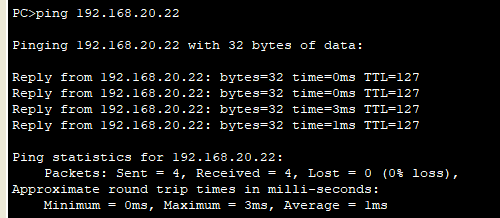 PC>ping 192.168.20.22
Pinging 192.168.20.22 with 32 bytes of data:
Reply from 192.168.20.22: bytes=32 time=0ms TTL=127
Reply from 192.168.20.22: bytes=32 time=0ms TTL=127
Reply from 192.168.20.22: bytes=32 time=3ms TTL=127
Reply from 192.168.20.22: bytes=32 time=1ms TTL=127
Ping statistics for 192.168.20.22:
Packets: Sent = 4, Received = 4, Lost = 0 (0% loss),
Approximate round trip times in milli-seconds:
Minimum = 0ms, Maximum = 3ms, Average = 1ms